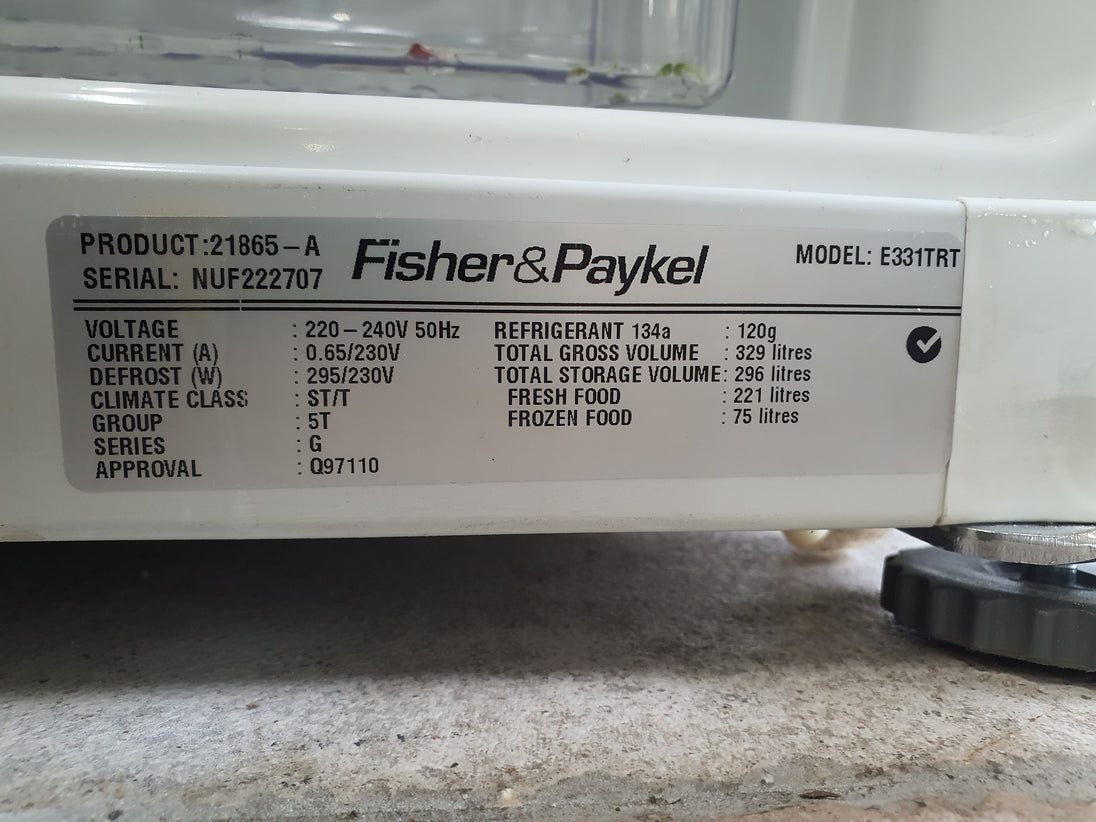 PRODUCT:21865-A Fisher&Paykel MODEL: E331TRT
SERIAL: NUF222707
VOLTAGE : 220-240V 50Hz REFRIGERANT 134a : 120g
CURRENT (A) : 0.65/230V TOTAL GROSS VOLUME : 329 litres
DEFROST (W) : 295/230V TOTAL STORAGE VOLUME: 296 litres
CLIMATE CLASS : ST/T FRESH FOOD : 221 litres
GROUP : 5T FROZEN FOOD : 75 litres
SERIES : G
APPROVAL : Q97110